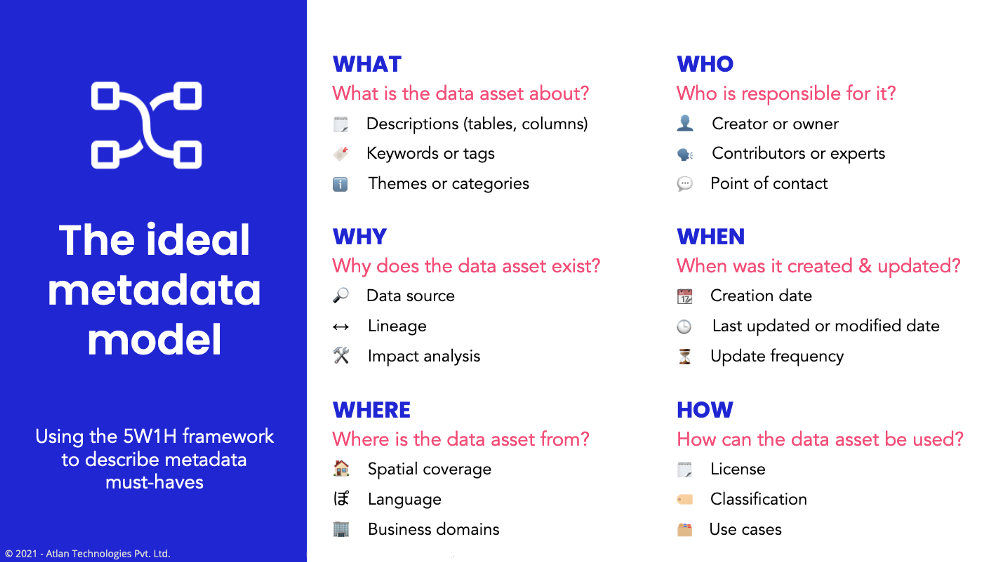 The ideal
metadata
model
Using the 5W1H framework
to describe metadata
must-haves
© 2021 - Atlan Technologies Pvt. Ltd.
WHAT
What is the data asset about?
Descriptions (tables, columns)
Keywords or tags
Themes or categories
WHO
Who is responsible for it?
Creator or owner
Contributors or experts
Point of contact
WHY
Why does the data asset exist?
Data source
Lineage
Impact analysis
WHEN
When was it created & updated?
Creation date
Last updated or modified date
Update frequency
WHERE
Where is the data asset from?
Spatial coverage
ぽ Language
Business domains
HOW
How can the data asset be used?
License
Classification
Use cases